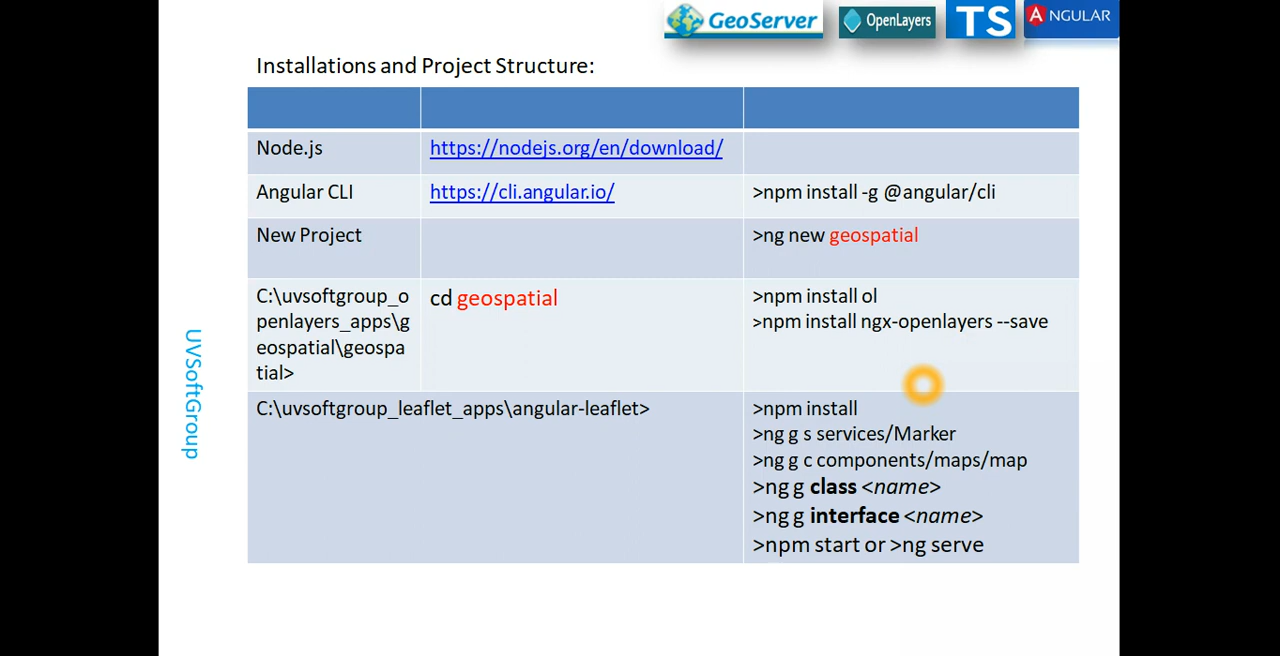 GeoServer
OpenLayers
TS
ANGULAR
Installations and Project Structure:
Node.js
https://nodejs.org/en/download/
Angular CLI
https://cli.angular.io/
>npm install -g @angular/cli
New Project
>ng new geospatial
C:\uvsoftgroup_o
penlayers_apps\g
eospatial\geospa
tial>
cd geospatial
>npm install ol
>npm install ngx-openlayers --save
C:\uvsoftgroup_leaflet_apps\angular-leaflet>
>npm install
>ng g s services/Marker
>ng g c components/maps/map
>ng g class <name>
>ng g interface <name>
>npm start or >ng serve
UVSoftGroup